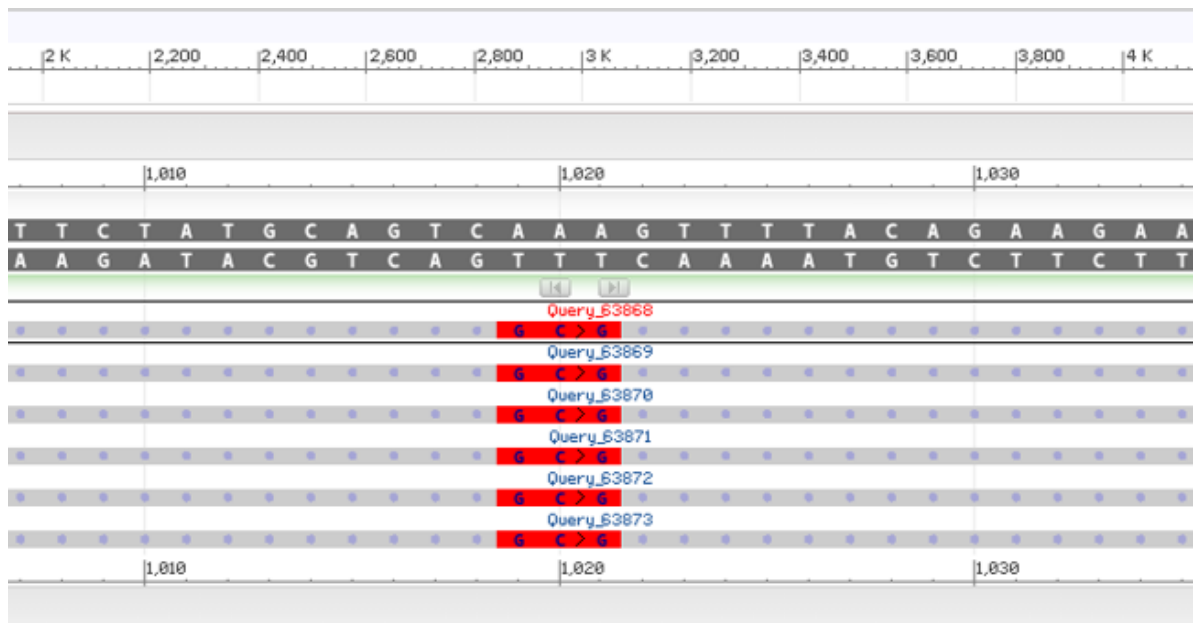 2 K 2,200 2,400 2,600 2,800 3 K 3,200 3,400 3,600 3,800 4 K
1,010 1,020 1,030
T T C T A T G C A G T C A A A G T T T T A C A G A A G A A
A A G A T A C G T C A G T T T C A A A A T G T C T T C T T
Query_63868
G C > G
Query_63869
G C > G
Query_63870
G C > G
Query_63871
G C > G
Query_63872
G C > G
Query_63873
G C > G
1,010 1,020 1,030